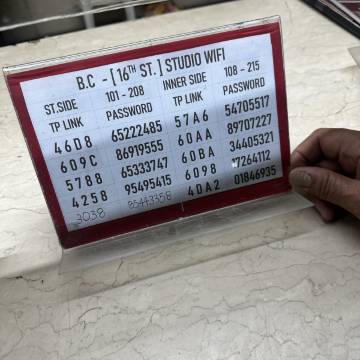 B.C - [16TH ST.] STUDIO WIFI
ST.SIDE 101 - 208 INNER SIDE 108 - 215
TP LINK PASSWORD TP LINK PASSWORD
46D8 65222485 57A6 54705517
609C 86919555 60AA 89707227
5788 65333747 60BA 34405321
4258 95495415 6098 7264112
3038 85443358 4DA2 01846935